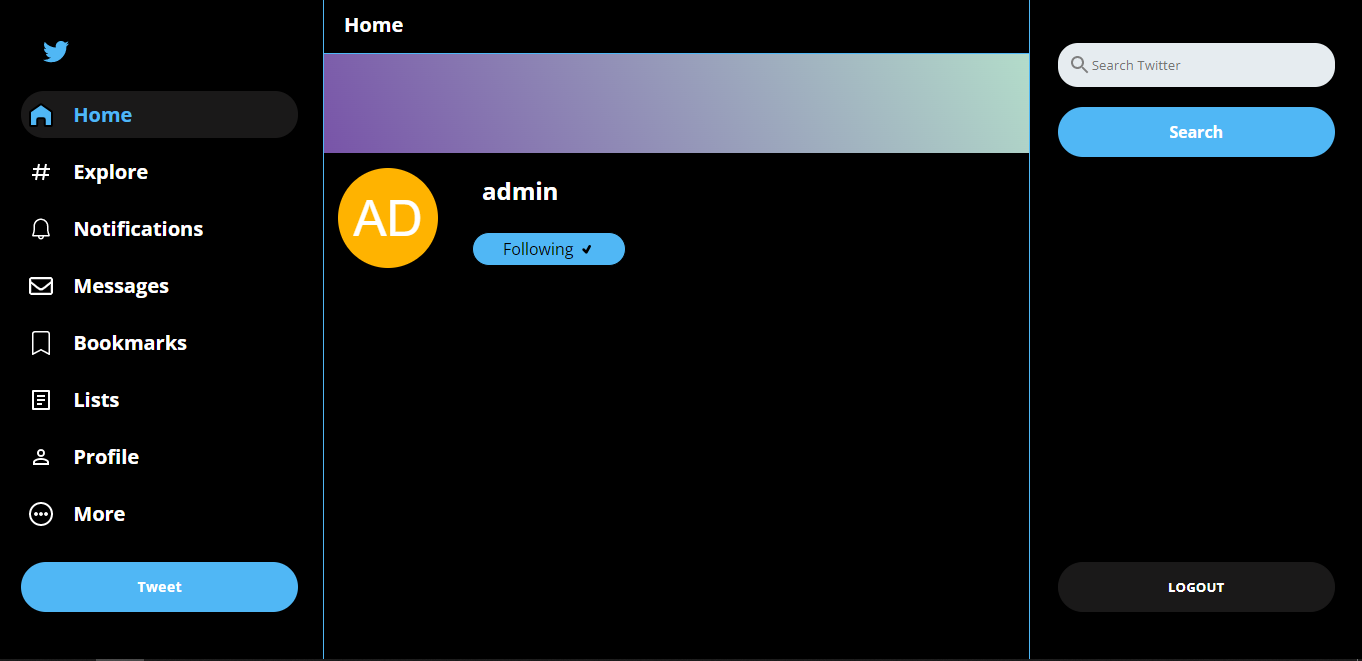 Home
Explore
Notifications
Messages
Bookmarks
Lists
Profile
More
Tweet
Home
AD
admin
Following
Search Twitter
Search
LOGOUT